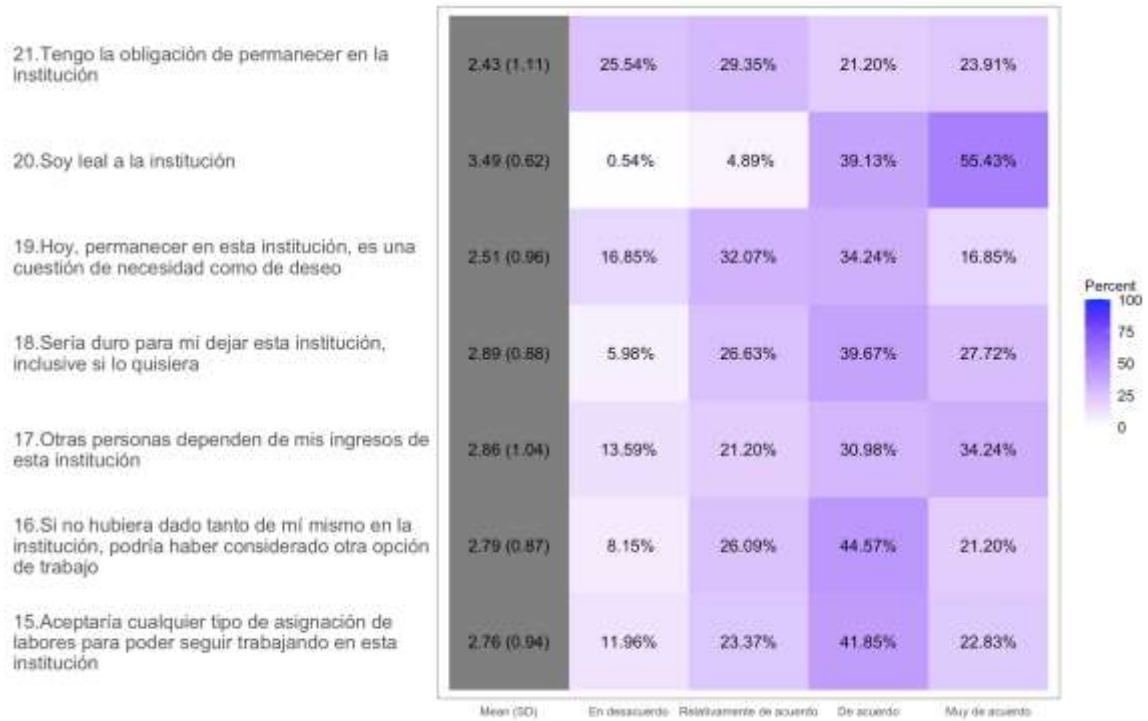 21.Tengo la obligación de permanecer en la
institución
2.43 (1.11) 25.54% 29.35% 21.20% 23.91%
20.Soy leal a la institución
3.49 (0.62) 0.54% 4.89% 39.13% 55.43%
19.Hoy, permanecer en esta institución, es una
cuestión de necesidad como de deseo
2.51 (0.96) 16.85% 32.07% 34.24% 16.85%
18.Sería duro para mí dejar esta institución,
inclusive si lo quisiera
2.89 (0.88) 5.98% 26.63% 39.67% 27.72%
17.Otras personas dependen de mis ingresos de
esta institución
2.86 (1.04) 13.59% 21.20% 30.98% 34.24%
16.Si no hubiera dado tanto de mí mismo en la
institución, podría haber considerado otra opción
de trabajo
2.79 (0.87) 8.15% 26.09% 44.57% 21.20%
15.Aceptaría cualquier tipo de asignación de
labores para poder seguir trabajando en esta
institución
2.76 (0.94) 11.96% 23.37% 41.85% 22.83%
Mean (SD) En desacuerdo Relativamente de acuerdo De acuerdo Muy de acuerdo
Percent
100
75
50
25
0